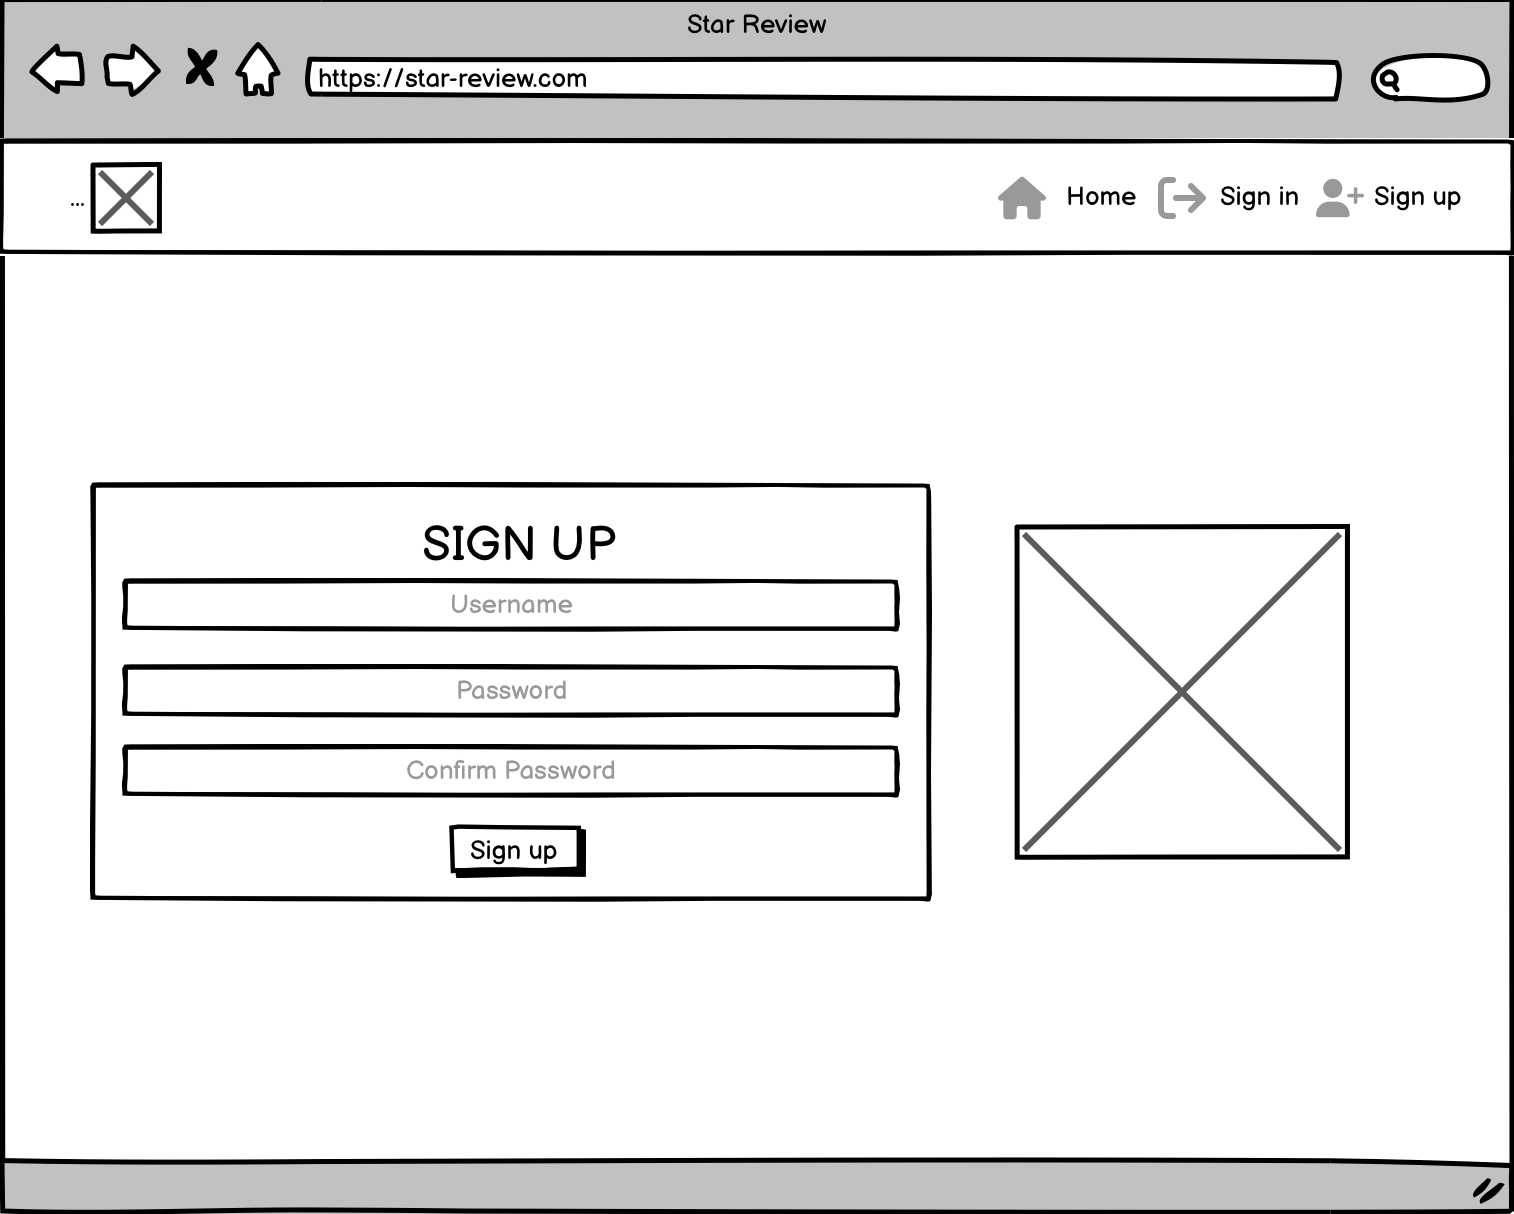 Star Review
https://star-review.com
...
Home
Sign in
Sign up
SIGN UP
Username
Password
Confirm Password
Sign up